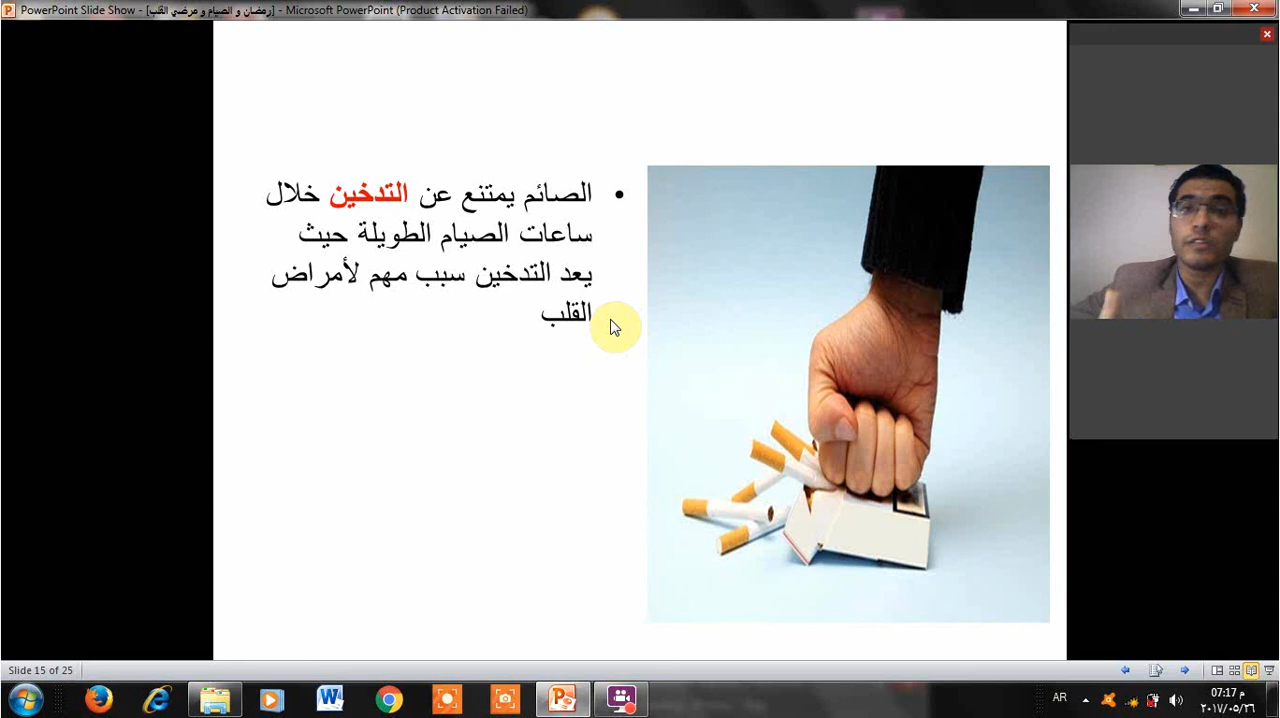 PowerPoint Slide Show - [رمضان و الصيام و مرضي القلب] - Microsoft PowerPoint (Product Activation Failed)
• الصائم يمتنع عن التدخين خلال
ساعات الصيام الطويلة حيث
يعد التدخين سبب مهم لأمراض
القلب
Slide 15 of 25
AR
07:17 م
٢٠١٧/٠٥/٢٦